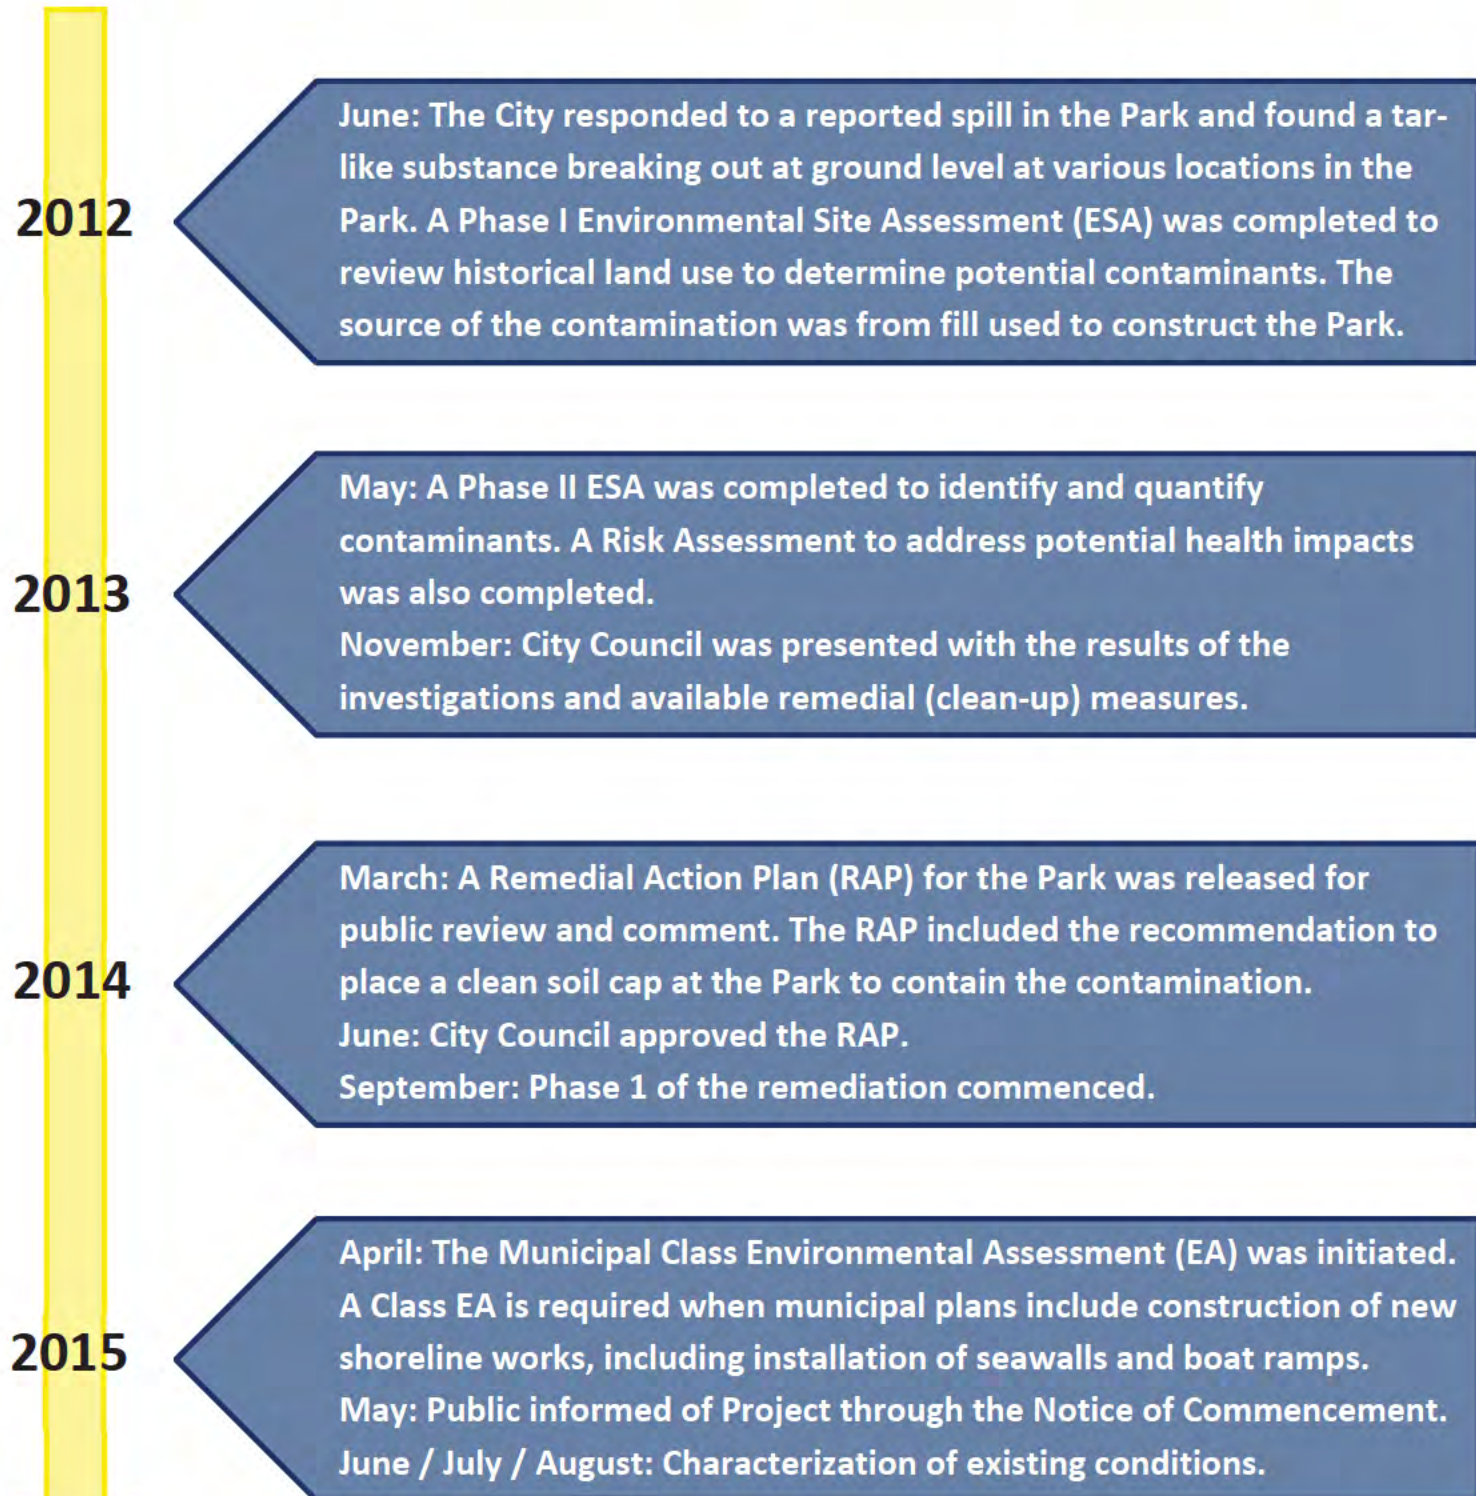 2012
June: The City responded to a reported spill in the Park and found a tar-
like substance breaking out at ground level at various locations in the
Park. A Phase I Environmental Site Assessment (ESA) was completed to
review historical land use to determine potential contaminants. The
source of the contamination was from fill used to construct the Park.
2013
May: A Phase II ESA was completed to identify and quantify
contaminants. A Risk Assessment to address potential health impacts
was also completed.
November: City Council was presented with the results of the
investigations and available remedial (clean-up) measures.
2014
March: A Remedial Action Plan (RAP) for the Park was released for
public review and comment. The RAP included the recommendation to
place a clean soil cap at the Park to contain the contamination.
June: City Council approved the RAP.
September: Phase 1 of the remediation commenced.
2015
April: The Municipal Class Environmental Assessment (EA) was initiated.
A Class EA is required when municipal plans include construction of new
shoreline works, including installation of seawalls and boat ramps.
May: Public informed of Project through the Notice of Commencement.
June / July / August: Characterization of existing conditions.